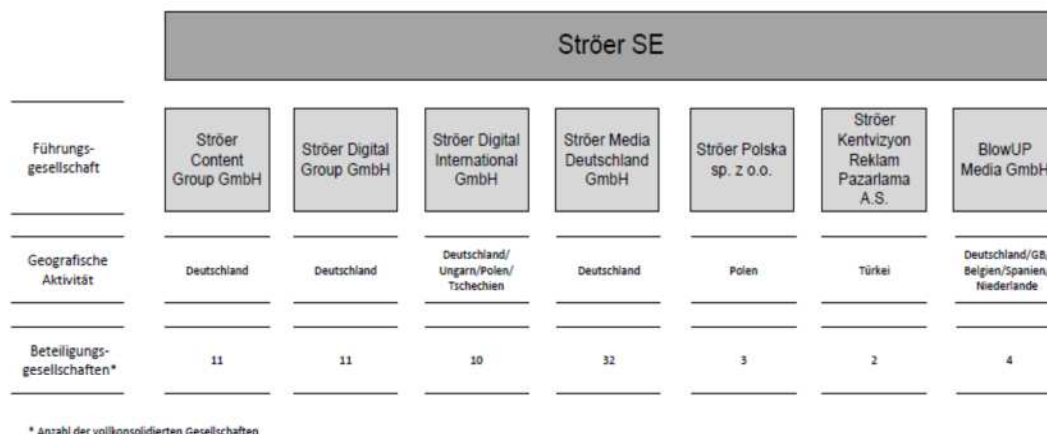 Ströer SE
Führungs-
gesellschaft
Ströer
Content
Group GmbH
Ströer Digital
Group GmbH
Ströer Digital
International
GmbH
Ströer Media
Deutschland
GmbH
Ströer Polska
sp. z o.o.
Ströer
Kentvizyon
Reklam
Pazarlama
A.S.
BlowUP
Media GmbH
Geografische
Aktivität
Deutschland
Deutschland
Deutschland/
Ungarn/Polen/
Tschechien
Deutschland
Polen
Türkei
Deutschland/GB/
Belgien/Spanien/
Niederlande
Beteiligungs-
gesellschaften*
11
11
10
32
3
2
4
* Anzahl der vollkonsolidierten Gesellschaften